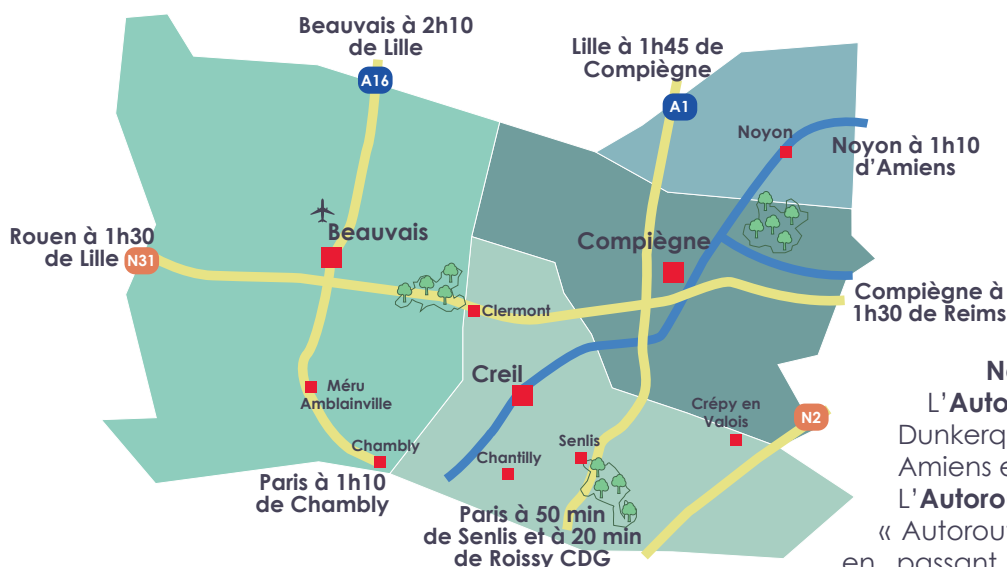 Beauvais à 2h10
de Lille
Lille à 1h45 de
Compiègne
A16
A1
Noyon
Noyon à 1h10
d'Amiens
Rouen à 1h30
de Lille
N31
Beauvais
Compiègne
Compiègne à
1h30 de Reims
Clermont
Creil
Méru
Amblainville
Crépy en
Valois
N2
Chambly
Senlis
Chantilly
Paris à 1h10
de Chambly
Paris à 50 min
de Senlis et à 20 min
de Roissy CDG
L'Auto
Dunkerq
Amiens e
L'Autoro
« Autorou
en passant